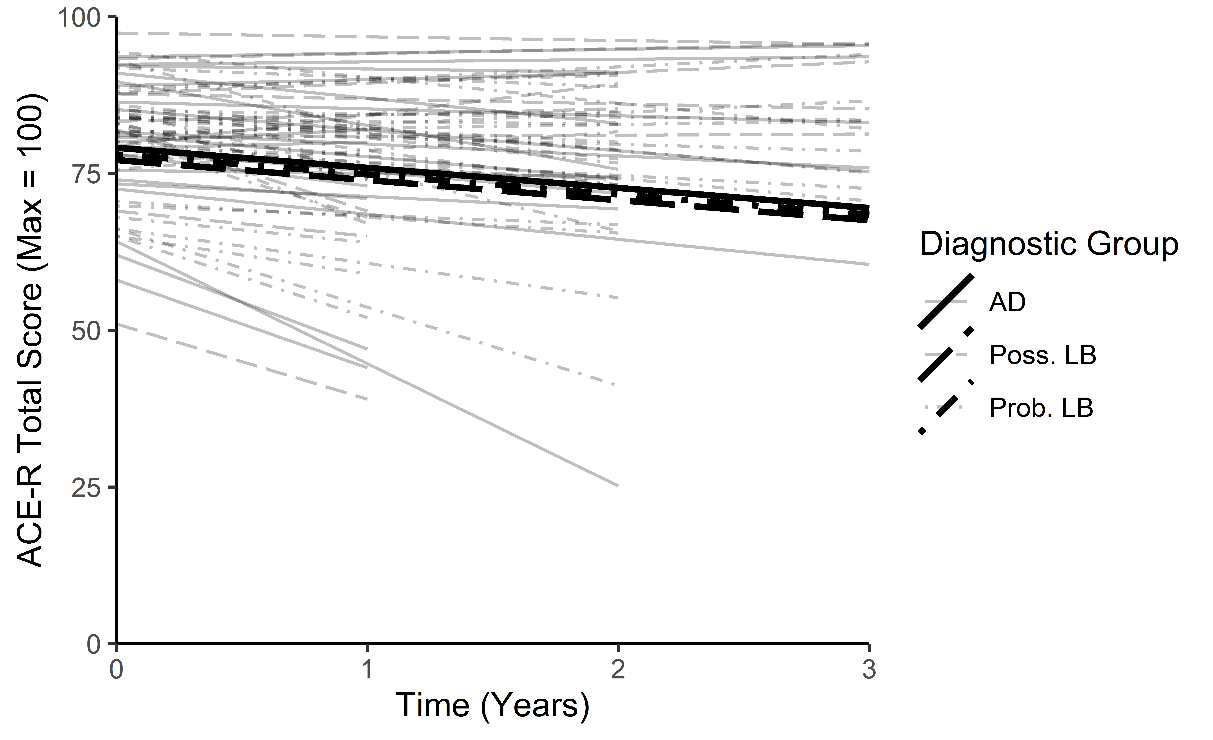 100
75
50
25
0
ACE-R Total Score (Max = 100)
0 1 2 3
Time (Years)
Diagnostic Group
AD
Poss. LB
Prob. LB